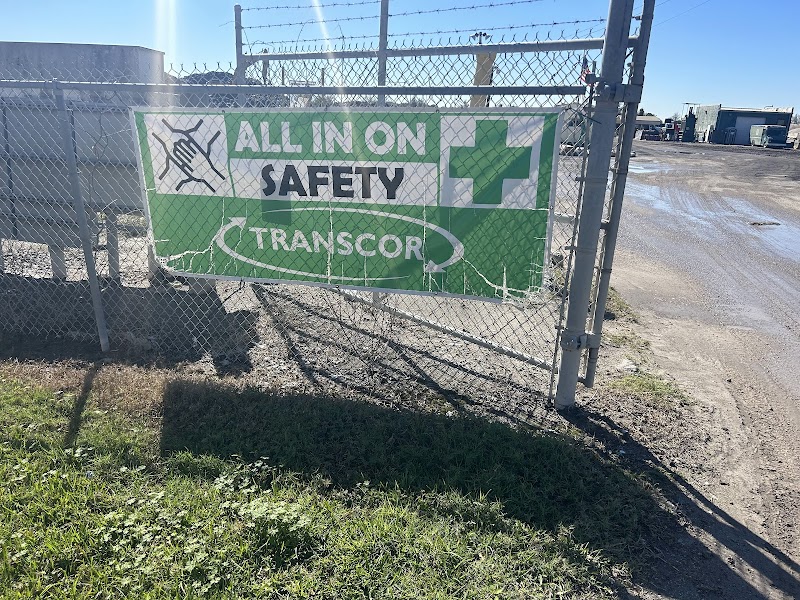 ALL IN ON
SAFETY
TRANSCOR